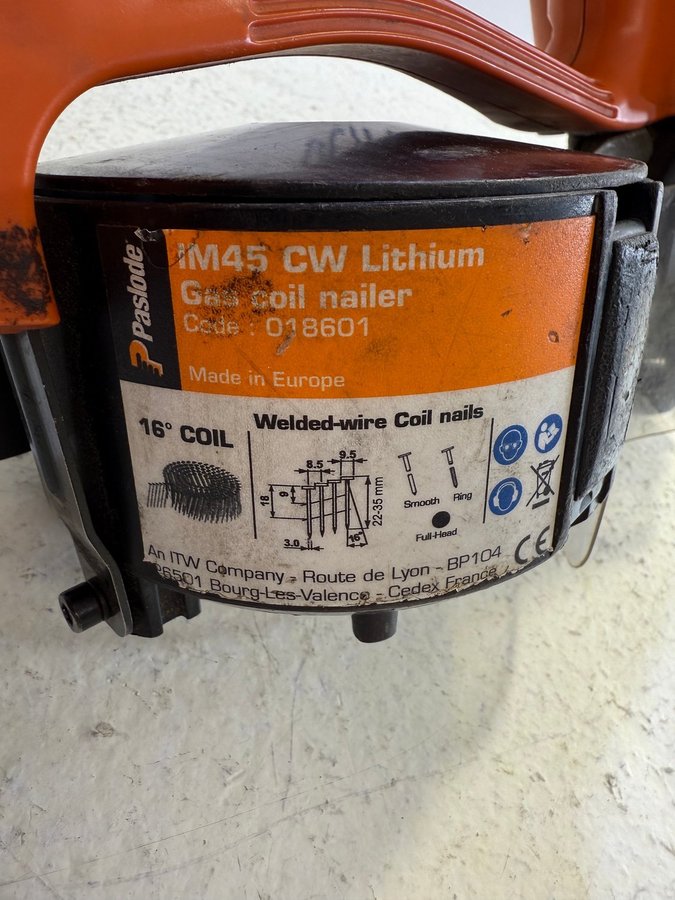 Paslode
IM45 CW Lithium
Gas coil nailer
Code : 018601
Made in Europe
16° COIL
Welded-wire Coil nails
8.5
9.5
18
9
22-35 mm
3.0
16°
Smooth
Ring
Full-Head
An ITW Company - Route de Lyon - BP104
26501 Bourg-Les-Valence - Cedex France
CE